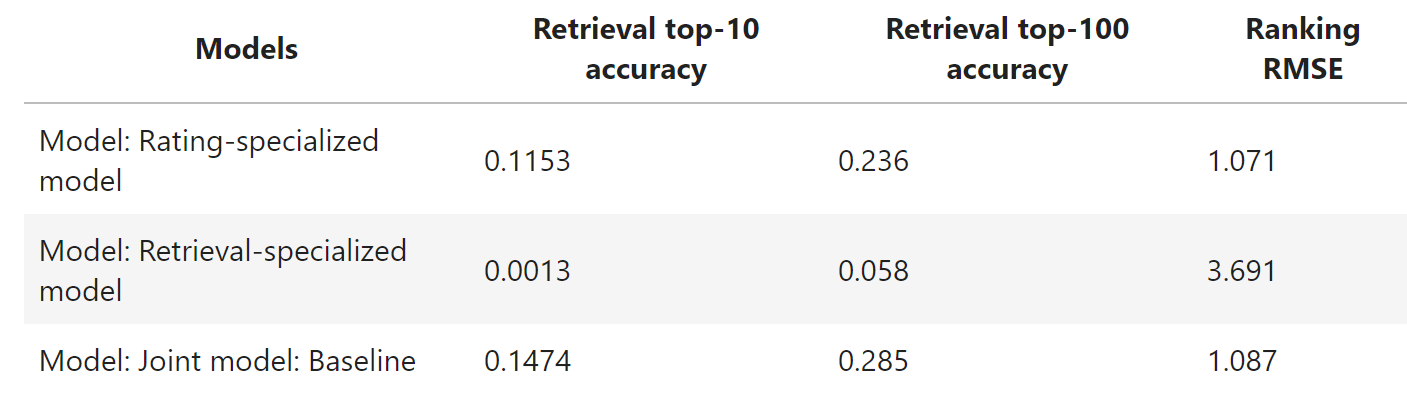 Models Retrieval top-10 accuracy Retrieval top-100 accuracy Ranking RMSE
Model: Rating-specialized model 0.1153 0.236 1.071
Model: Retrieval-specialized model 0.0013 0.058 3.691
Model: Joint model: Baseline 0.1474 0.285 1.087